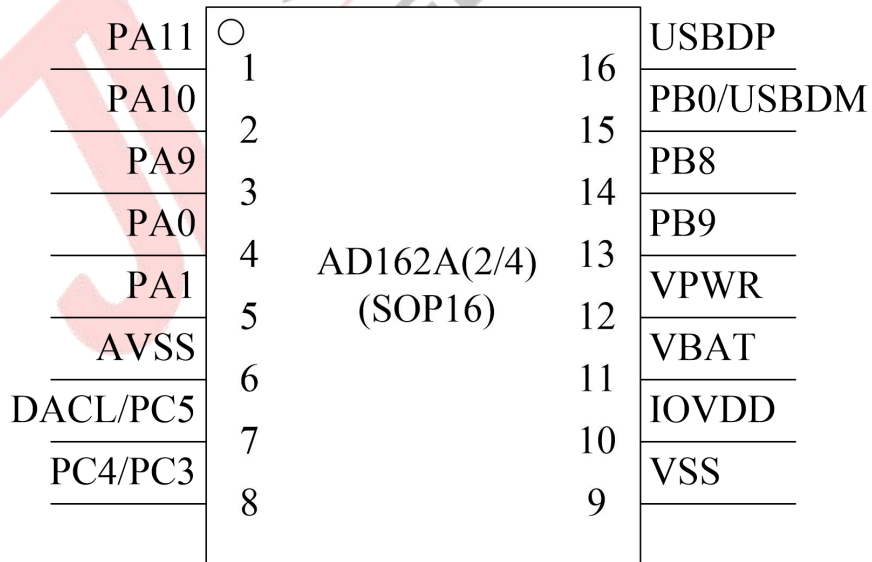 PA11 1 16 USBDP
PA10 2 15 PB0/USBDM
PA9 3 14 PB8
PA0 4 13 PB9
PA1 5 12 VPWR
AVSS 6 11 VBAT
DACL/PC5 7 10 IOVDD
PC4/PC3 8 9 VSS
AD162A(2/4)
(SOP16)